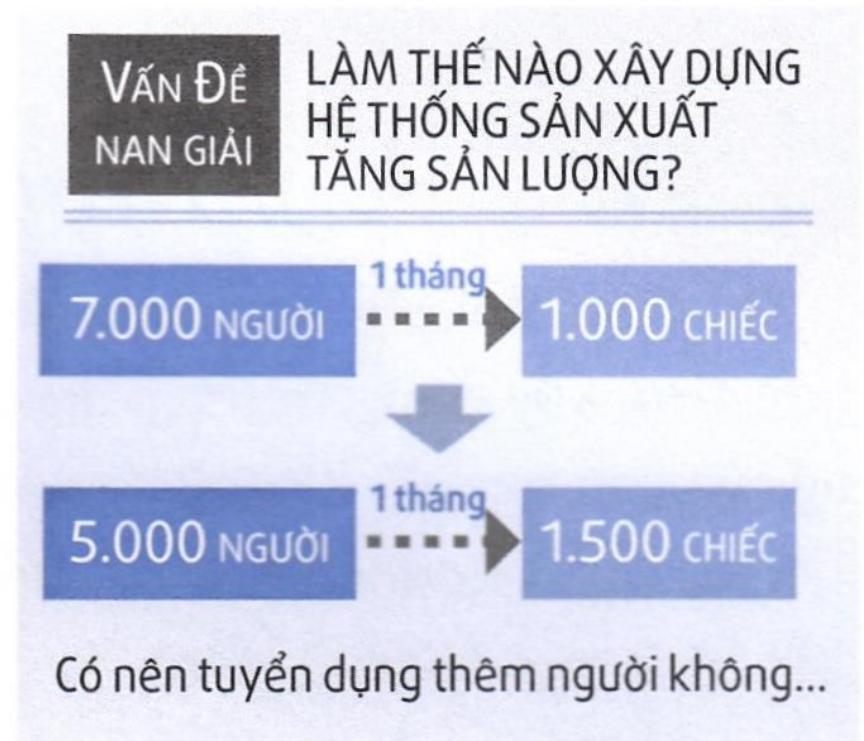 VẤN ĐỀ
NAN GIẢI
LÀM THẾ NÀO XÂY DỰNG
HỆ THỐNG SẢN XUẤT
TĂNG SẢN LƯỢNG?
7.000 NGƯỜI
1 tháng
1.000 CHIẾC
5.000 NGƯỜI
1 tháng
1.500 CHIẾC
Có nên tuyển dụng thêm người không...